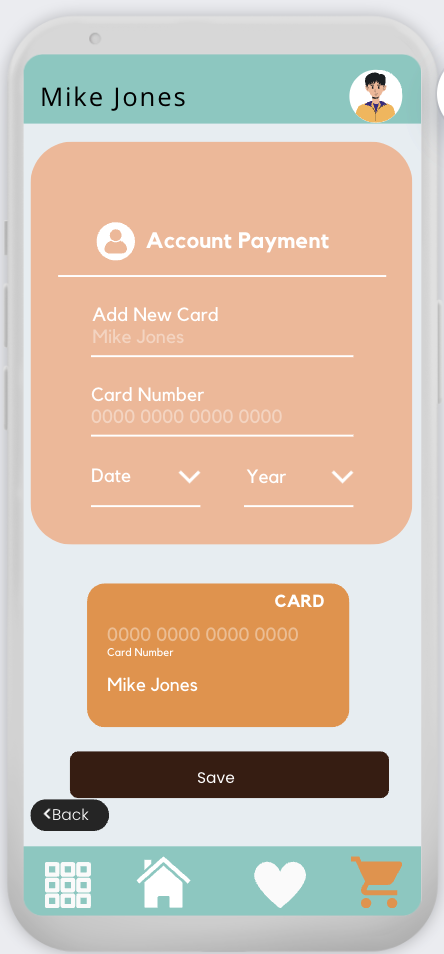 Mike Jones
Account Payment
Add New Card
Mike Jones
Card Number
0000 0000 0000 0000
Date Year
CARD
0000 0000 0000 0000
Card Number
Mike Jones
Save
<Back